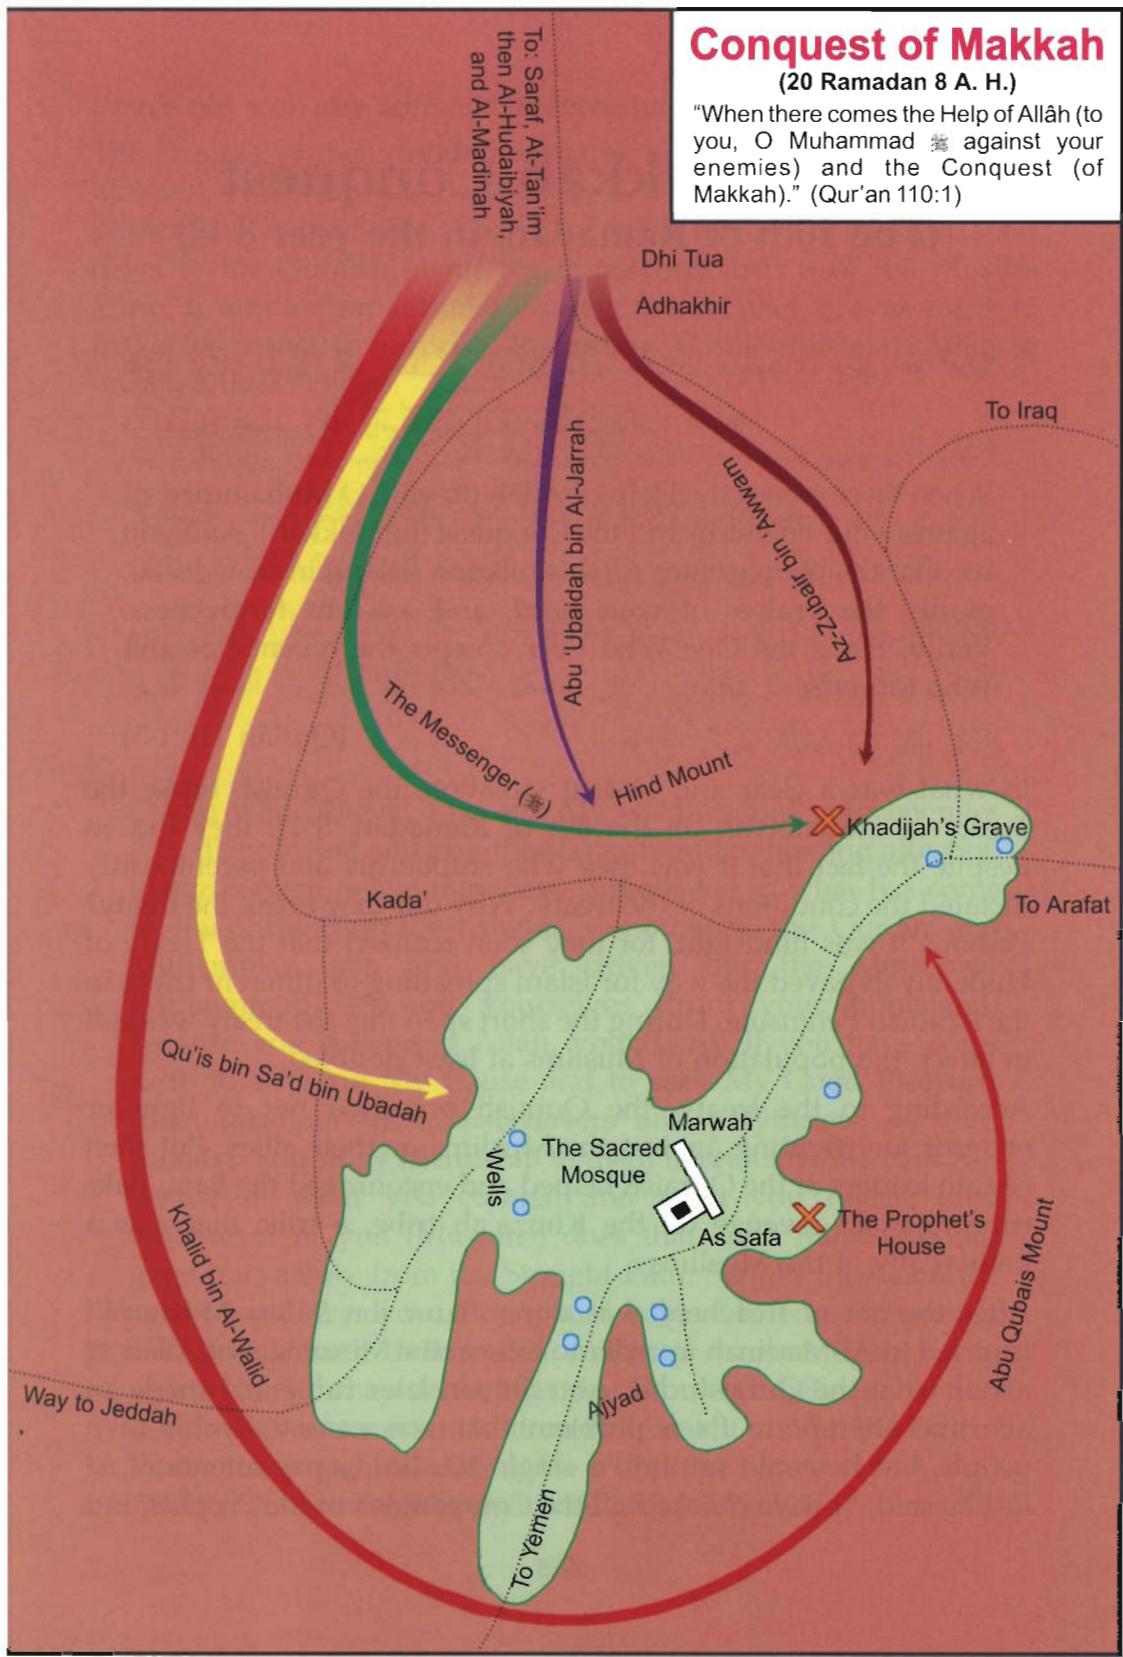 Conquest of Makkah
(20 Ramadan 8 A. H.)
“When there comes the Help of Allâh (to
you, O Muhammad ﷺ against your
enemies) and the Conquest (of
Makkah).” (Qur'an 110:1)
To: Saraf, At-Tan'im
then Al-Hudaibiyah,
and Al-Madinah
Dhi Tua
Adhakhir
To Iraq
Abu ‘Ubaidah bin Al-Jarrah
Az-Zubair bin Awwam
The Messenger (ﷺ)
Hind Mount
Khadijah's Grave
Kada'
To Arafat
Qu'is bin Sa'd bin Ubadah
Marwah
The Sacred
Mosque
Wells
As Safa
The Prophet's
House
Khalid bin Al-Walid
Abu Qubais Mount
Way to Jeddah
Ajyad
To Yemen